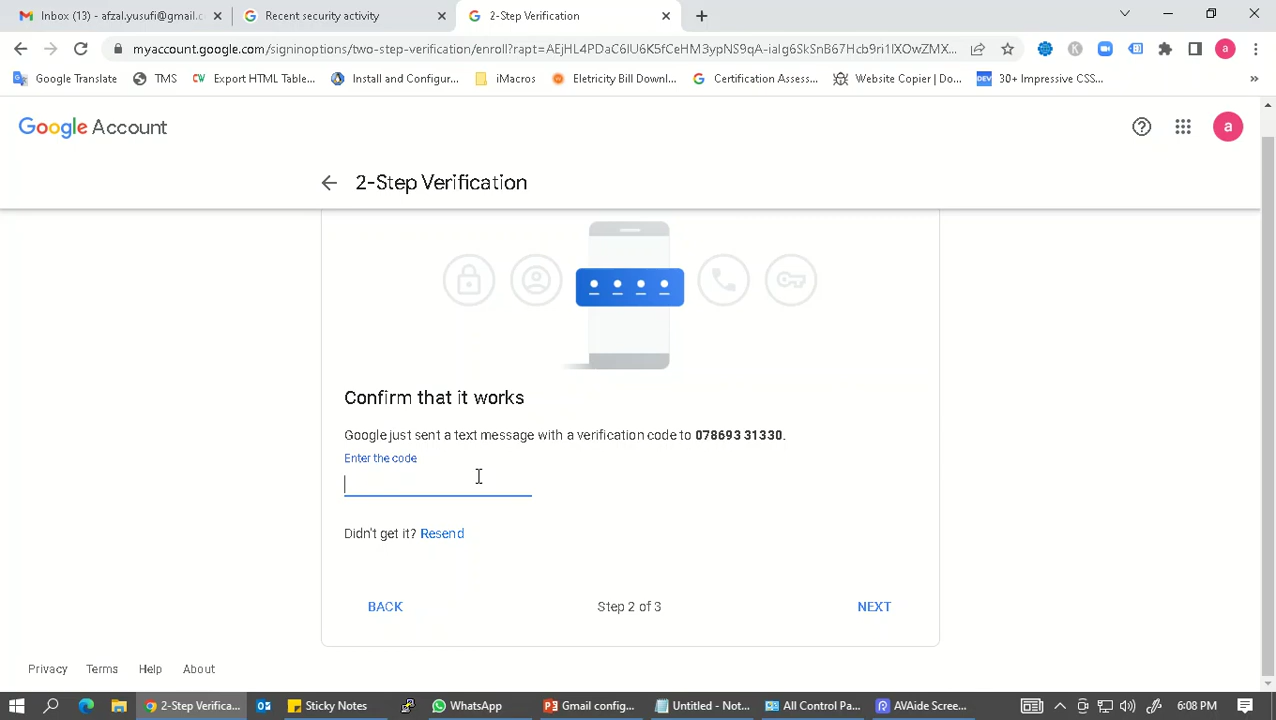 Inbox (13) - afzal.yusufi@gmail.c
Recent security activity
2-Step Verification
myaccount.google.com/signinoptions/two-step-verification/enroll?rapt=
Google Translate
TMS
Export HTML Table...
Install and Configur...
iMacros
Eletricity Bill Downl...
Certification Assess...
Website Copier | Do...
30+ Impressive CSS...
Google Account
a
2-Step Verification
Confirm that it works
Google just sent a text message with a verification code to 078693 31330.
Enter the code
Didn't get it? Resend
BACK
Step 2 of 3
NEXT
Privacy Terms Help About
2-Step Verifica...
Sticky Notes
WhatsApp
Gmail config...
Untitled - Not...
All Control Pa...
AVAide Scree...
6:08 PM